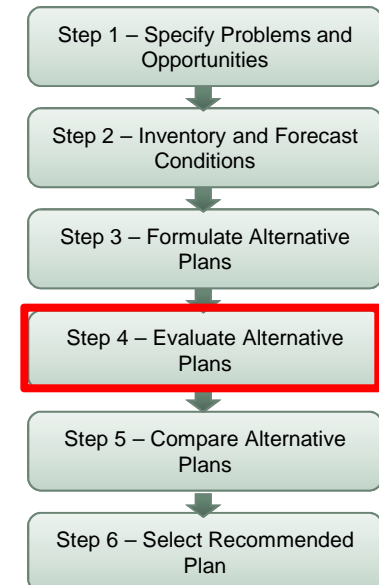 Step 1 – Specify Problems and
Opportunities
Step 2 – Inventory and Forecast
Conditions
Step 3 – Formulate Alternative
Plans
Step 4 – Evaluate Alternative
Plans
Step 5 – Compare Alternative
Plans
Step 6 – Select Recommended
Plan